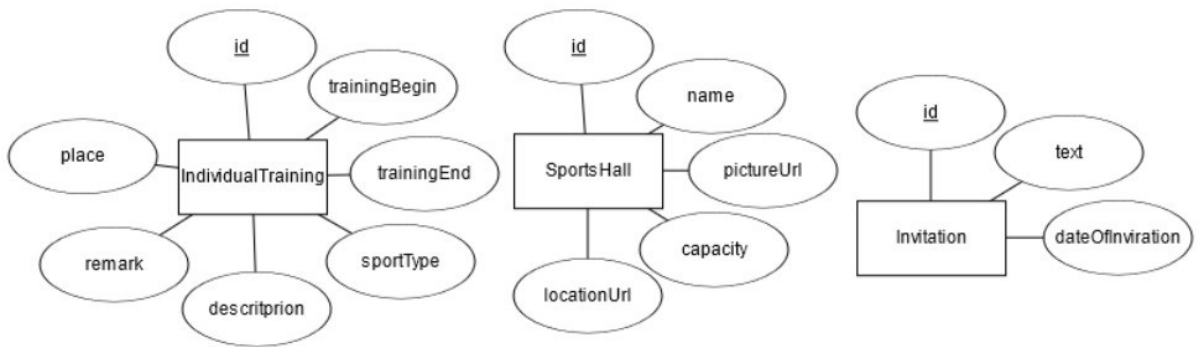 id
trainingBegin
place
IndividualTraining
trainingEnd
remark
sportType
descritprion
id
name
SportsHall
pictureUrl
capacity
locationUrl
id
text
Invitation
dateOfInviration